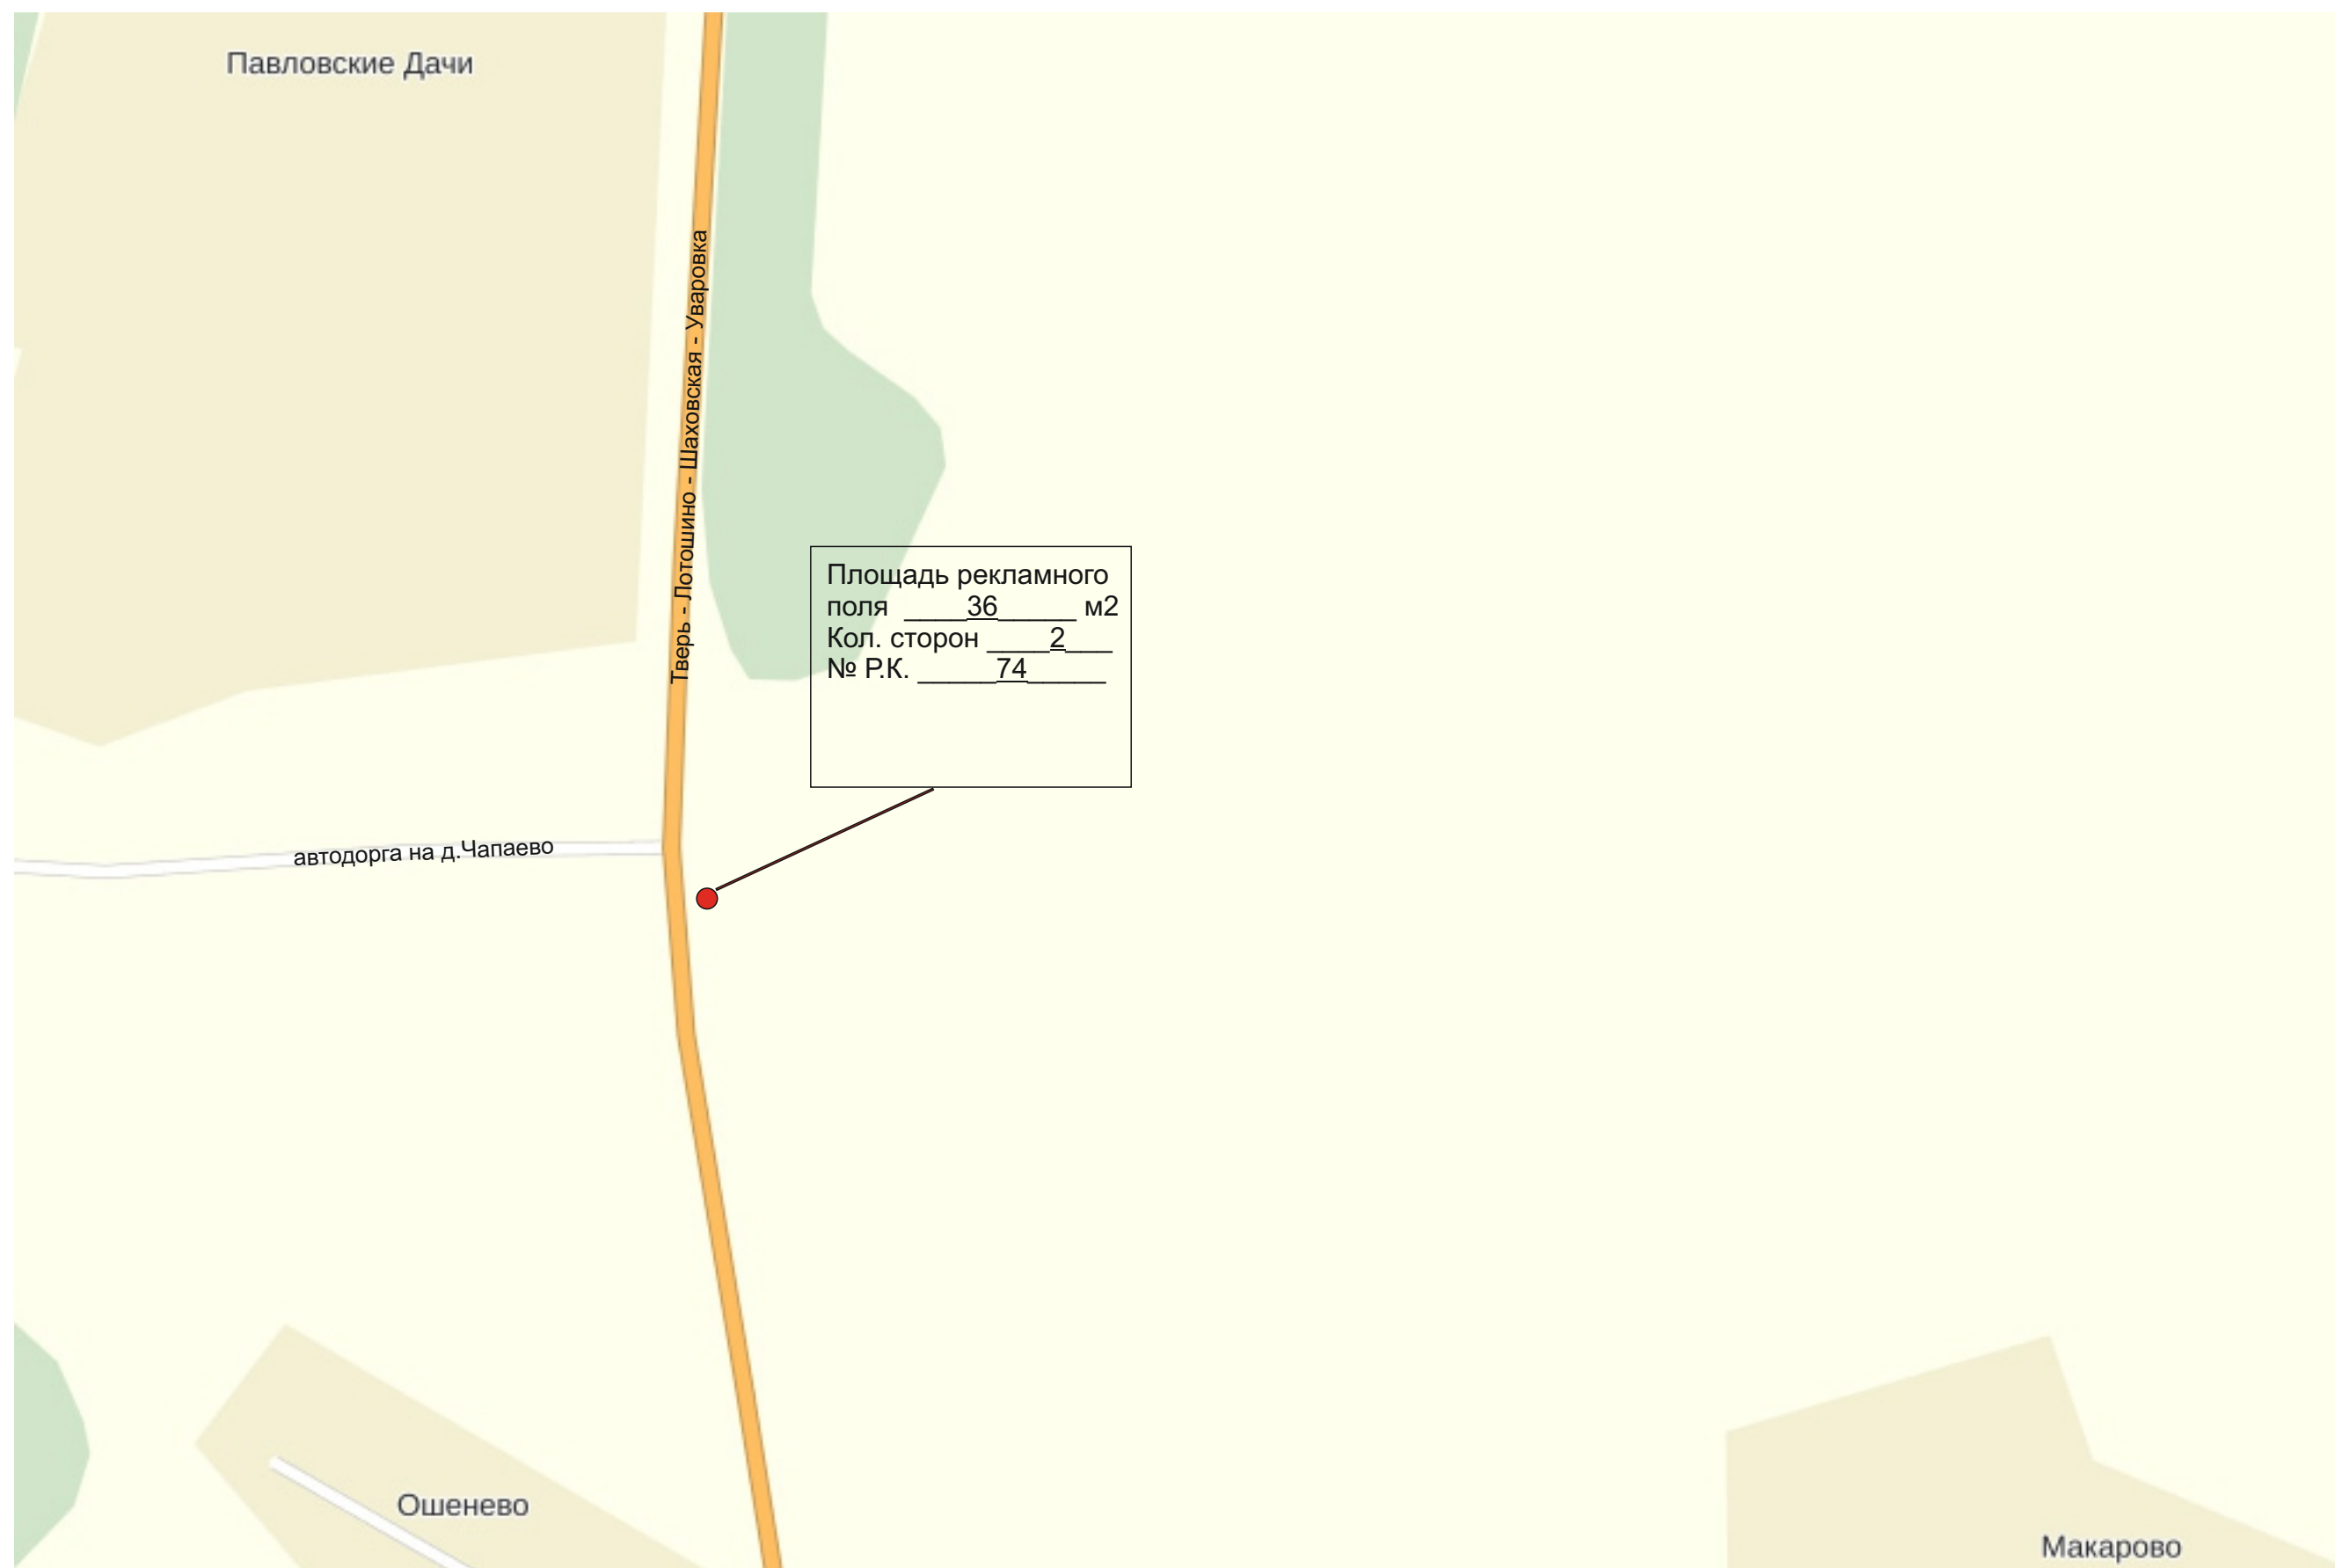 Павловские Дачи
Тверь - Лотошино - Шаховская - Уваровка
Площадь рекламного
поля ____36_____ м2
Кол. сторон ____2___
№ Р.К. _____74_____
автодорга на д.Чапаево
Ошенево
Макарово